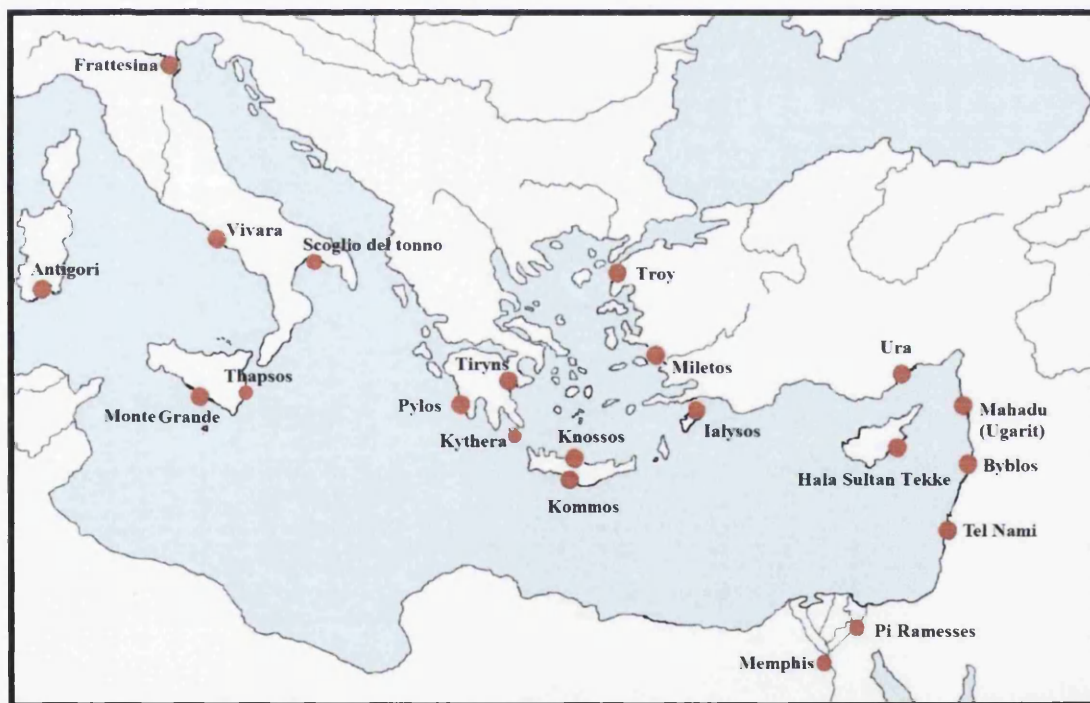 Frattesina
Vivara
Scoglio del tonno
Antigori
Troy
Ura
Tiryns
Miletos
Thapsos
Monte Grande
Pylos
Ialysos
Mahadu
(Ugarit)
Kythera
Knossos
Byblos
Hala Sultan Tekke
Kommos
Tel Nami
Pi Ramesses
Memphis